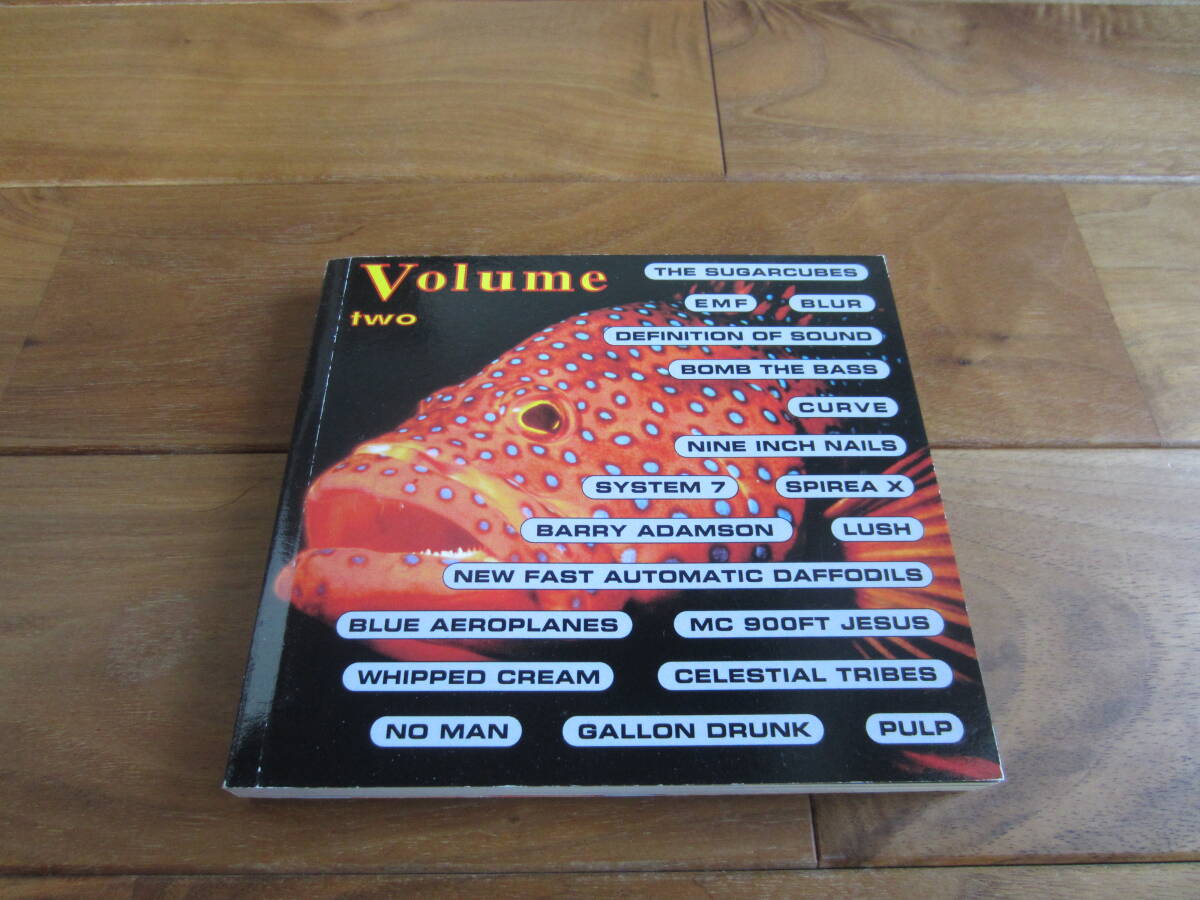 Volume
two
THE SUGARCUBES
EMF BLUR
DEFINITION OF SOUND
BOMB THE BASS
CURVE
NINE INCH NAILS
SYSTEM 7 SPIREA X
BARRY ADAMSON LUSH
NEW FAST AUTOMATIC DAFFODILS
BLUE AEROPLANES MC 900FT JESUS
WHIPPED CREAM CELESTIAL TRIBES
NO MAN GALLON DRUNK PULP